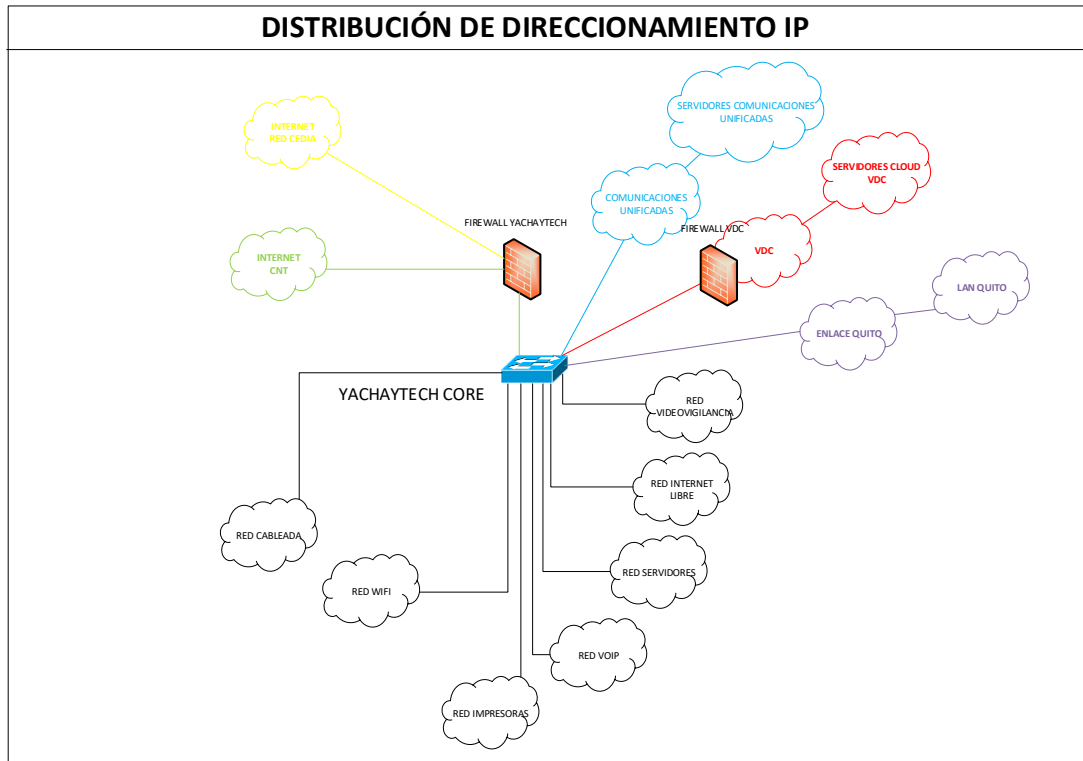 DISTRIBUCIÓN DE DIRECCIONAMIENTO IP
SERVIDORES COMUNICACIONES
UNIFICADAS
INTERNET
RED CEDIA
SERVIDORES CLOUD
VDC
COMUNICACIONES
UNIFICADAS
FIREWALL YACHAYTECH
FIREWALL VDC
VDC
INTERNET
CNT
LAN QUITO
ENLACE QUITO
YACHAYTECH CORE
RED
VIDEOVIGILANCIA
RED INTERNET
LIBRE
RED CABLEADA
RED SERVIDORES
RED WIFI
RED VOIP
RED IMPRESORAS